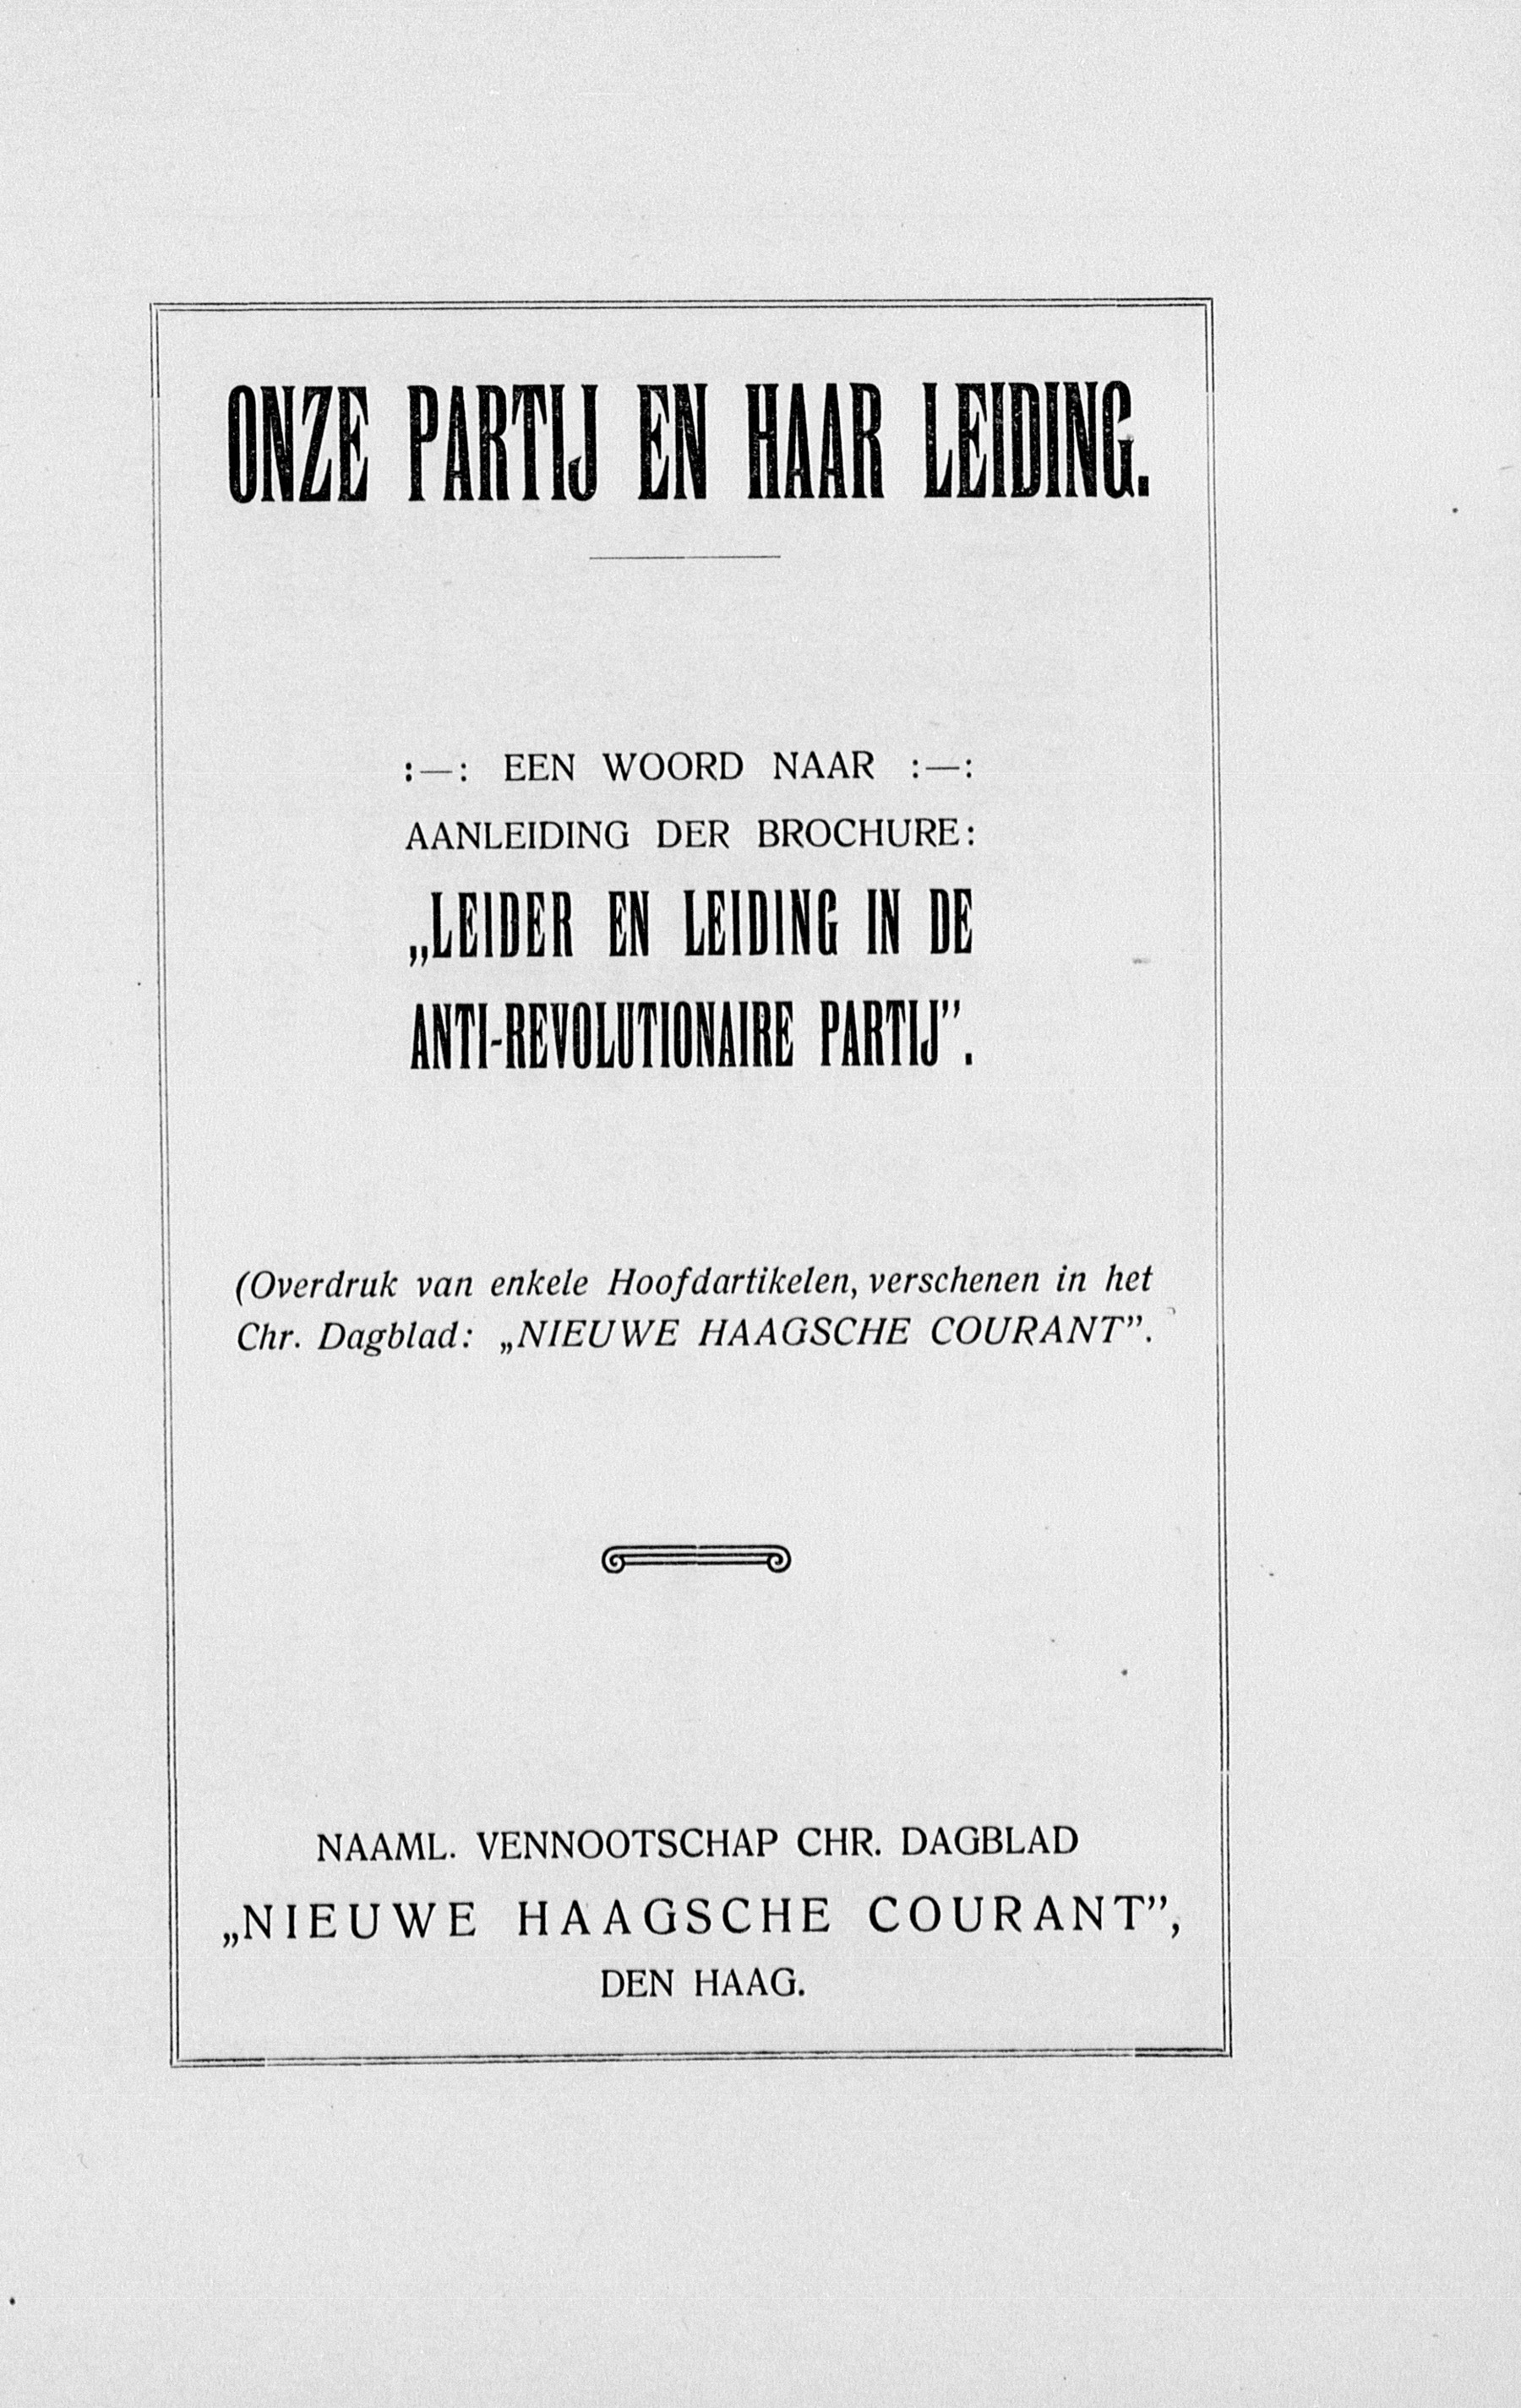 ONZE PARTIJ EN HAAR LEIDING.
:—: EEN WOORD NAAR :—:
AANLEIDING DER BROCHURE:
„LEIDER EN LEIDING IN DE
ANTI-REVOLUTIONAIRE PARTIJ”.
(Overdruk van enkele Hoofdartikelen, verschenen in het
Chr. Dagblad: „NIEUWE HAAGSCHE COURANT”.
NAAML. VENNOOTSCHAP CHR. DAGBLAD
„NIEUWE HAAGSCHE COURANT”,
DEN HAAG.